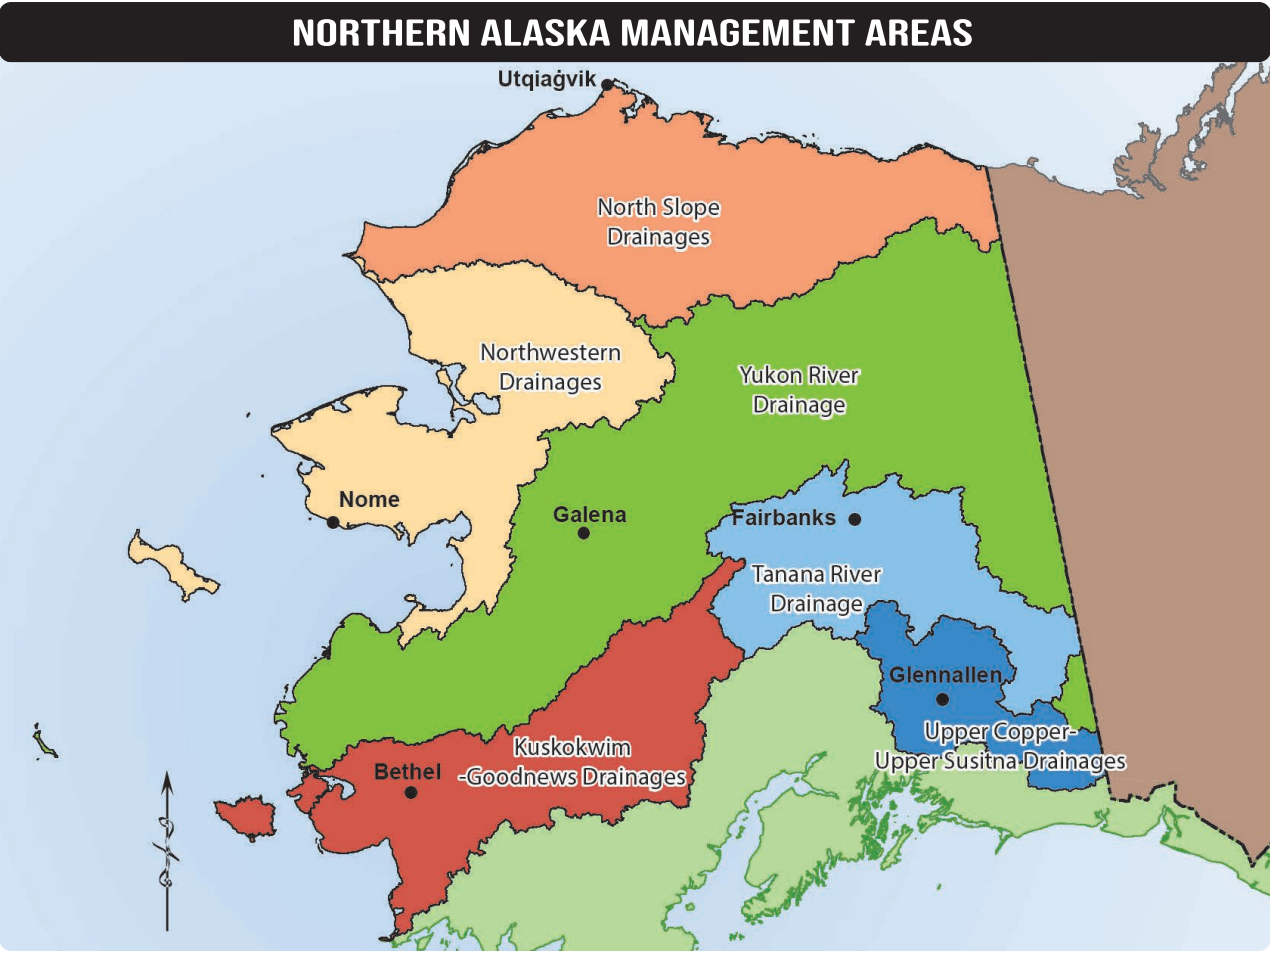 NORTHERN ALASKA MANAGEMENT AREAS
Utqiaġvik
North Slope
Drainages
Northwestern
Drainages
Yukon River
Drainage
Nome
Galena
Fairbanks
Tanana River
Drainage
Glennallen
Upper Copper-
Upper Susitna Drainages
Kuskokwim
-Goodnews Drainages
Bethel